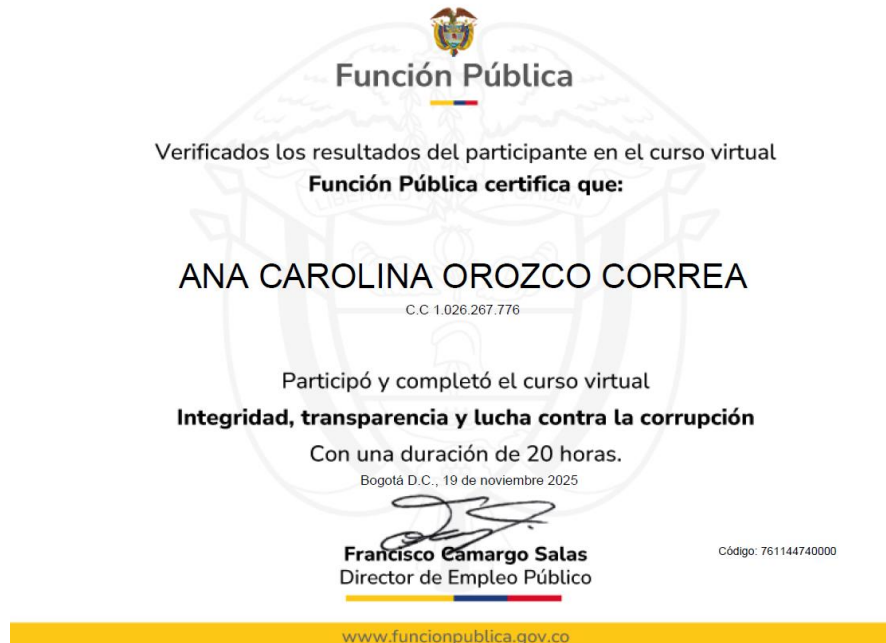 Función Pública
Verificados los resultados del participante en el curso virtual
Función Pública certifica que:
ANA CAROLINA OROZCO CORREA
C.C 1.026.267.776
Participó y completó el curso virtual
Integridad, transparencia y lucha contra la corrupción
Con una duración de 20 horas.
Bogotá D.C., 19 de noviembre 2025
Francisco Camargo Salas
Código: 761144740000
Director de Empleo Público
www.funcionpublica.gov.co